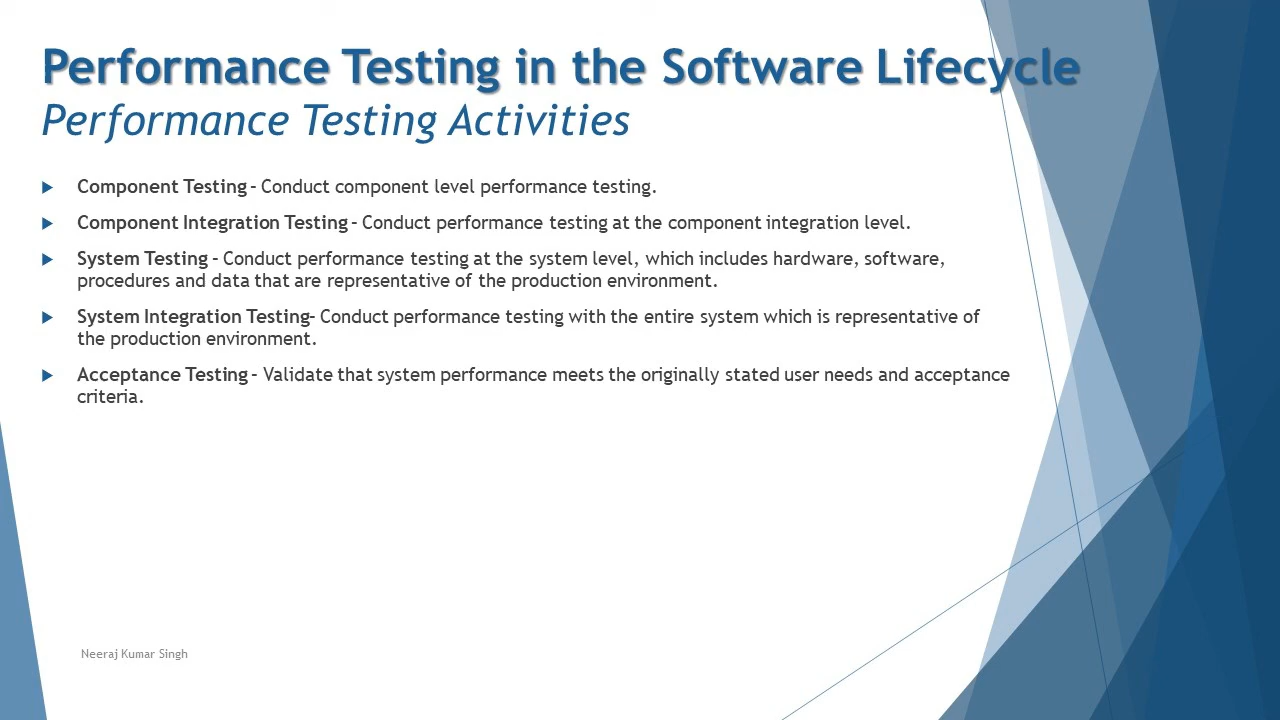 Performance Testing in the Software Lifecycle
Performance Testing Activities
Component Testing – Conduct component level performance testing.
Component Integration Testing – Conduct performance testing at the component integration level.
System Testing – Conduct performance testing at the system level, which includes hardware, software,
procedures and data that are representative of the production environment.
System Integration Testing– Conduct performance testing with the entire system which is representative of
the production environment.
Acceptance Testing – Validate that system performance meets the originally stated user needs and acceptance
criteria.
Neeraj Kumar Singh